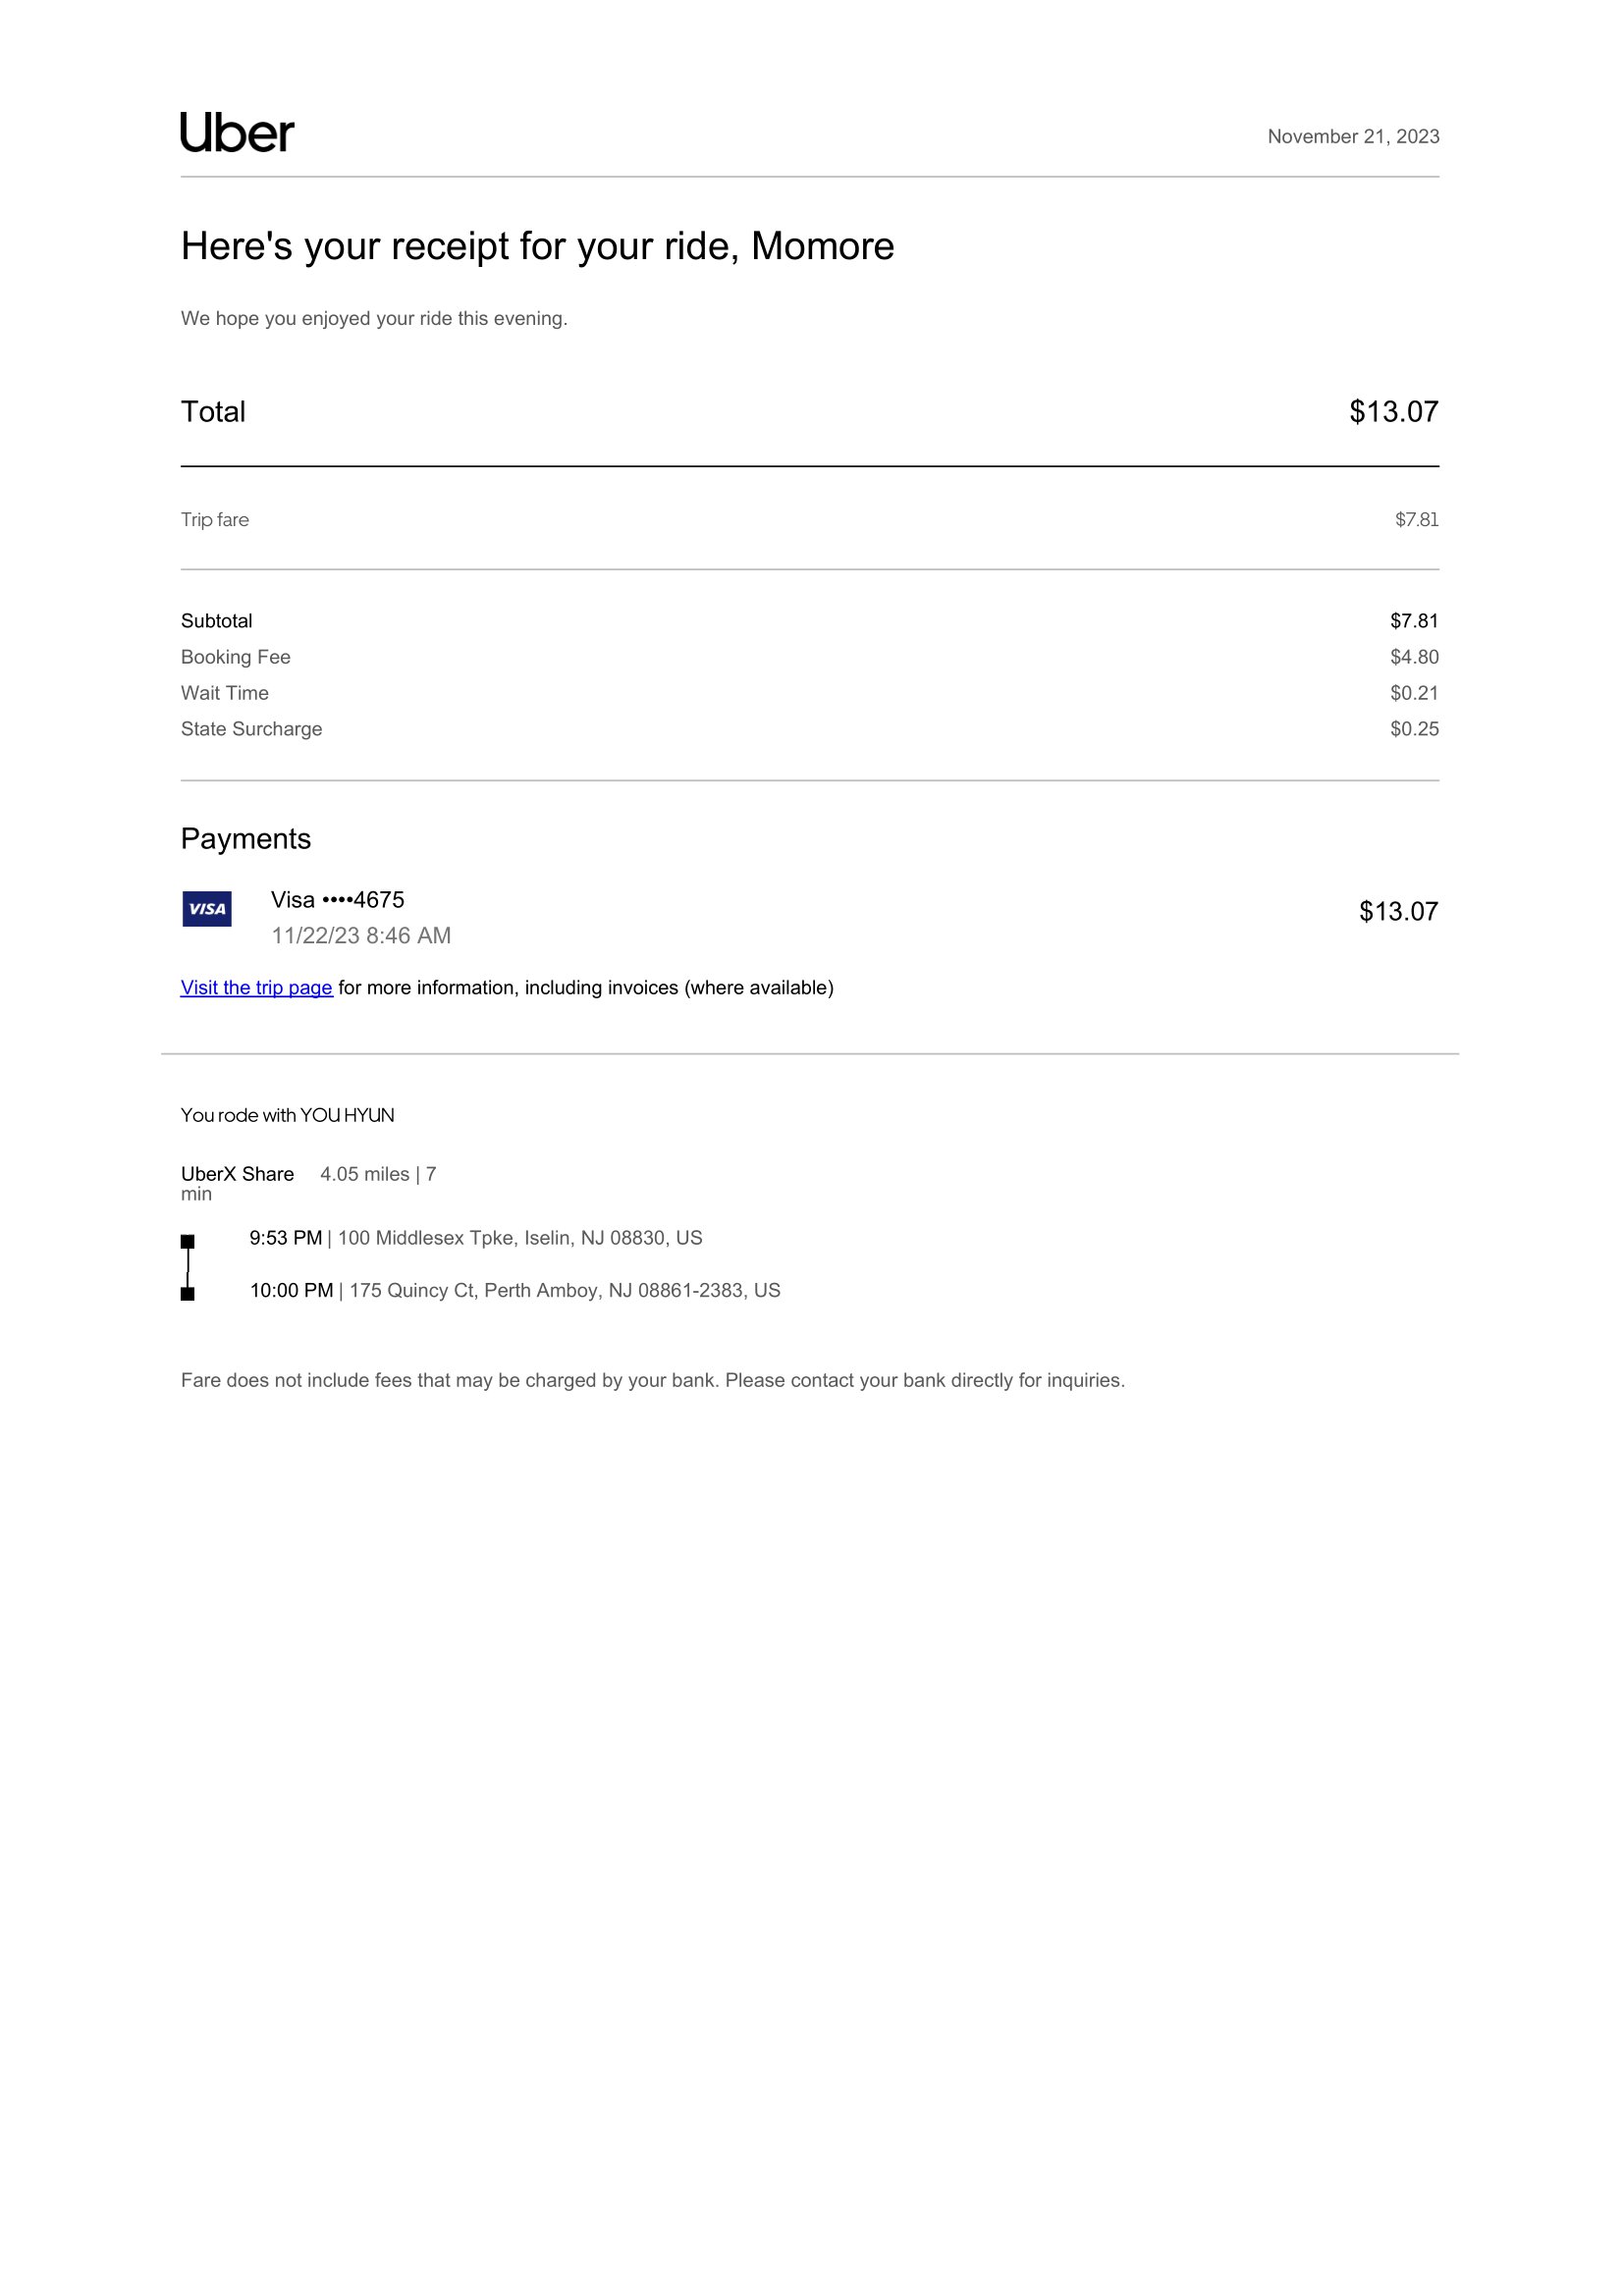 Uber
November 21, 2023
Here's your receipt for your ride, Momore
We hope you enjoyed your ride this evening.
Total $13.07
Trip fare $7.81
Subtotal $7.81
Booking Fee $4.80
Wait Time $0.21
State Surcharge $0.25
Payments
VISA
Visa ••••4675
11/22/23 8:46 AM
$13.07
Visit the trip page for more information, including invoices (where available)
You rode with YOU HYUN
UberX Share 4.05 miles | 7
min
9:53 PM | 100 Middlesex Tpke, Iselin, NJ 08830, US
10:00 PM | 175 Quincy Ct, Perth Amboy, NJ 08861-2383, US
Fare does not include fees that may be charged by your bank. Please contact your bank directly for inquiries.